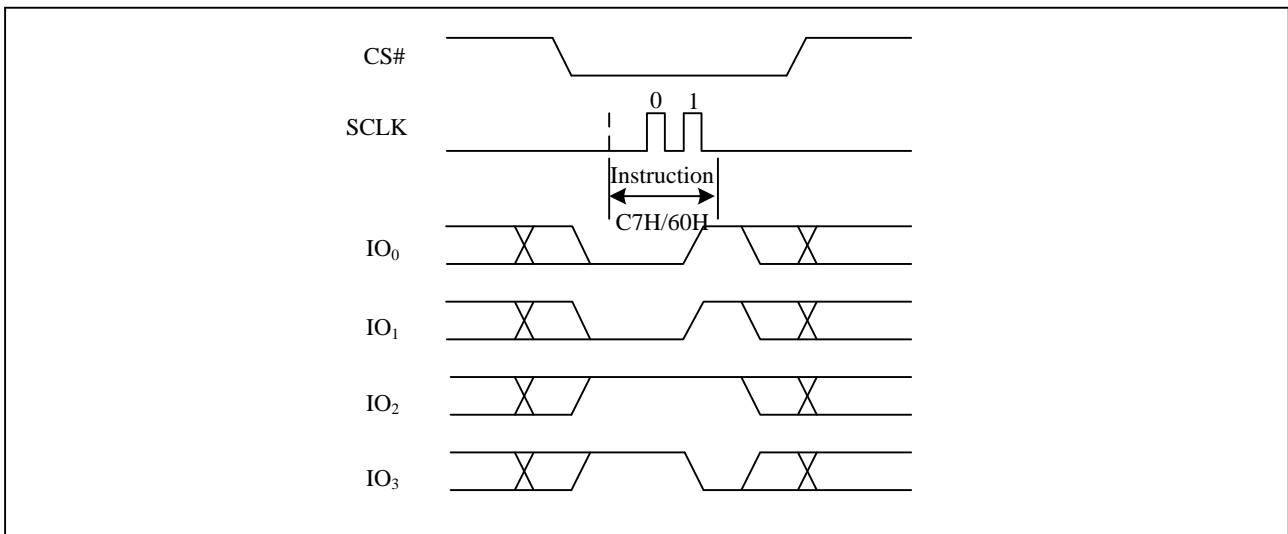 CS#
0 1
SCLK
Instruction
C7H/60H
IO₀
IO₁
IO₂
IO₃